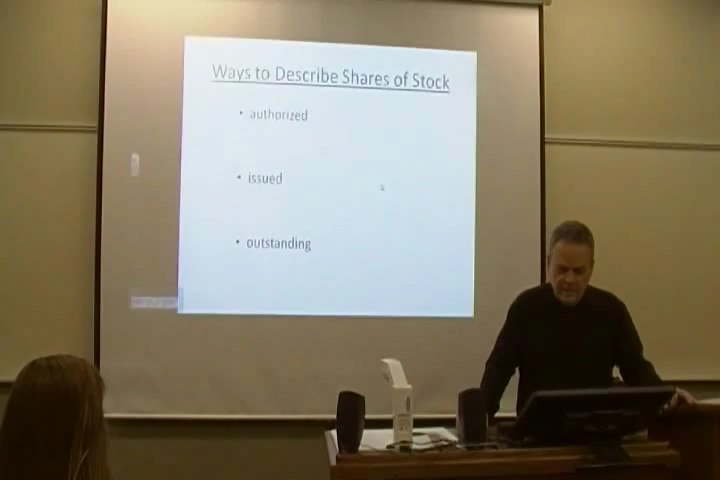 Ways to Describe Shares of Stock
• authorized
• issued
• outstanding